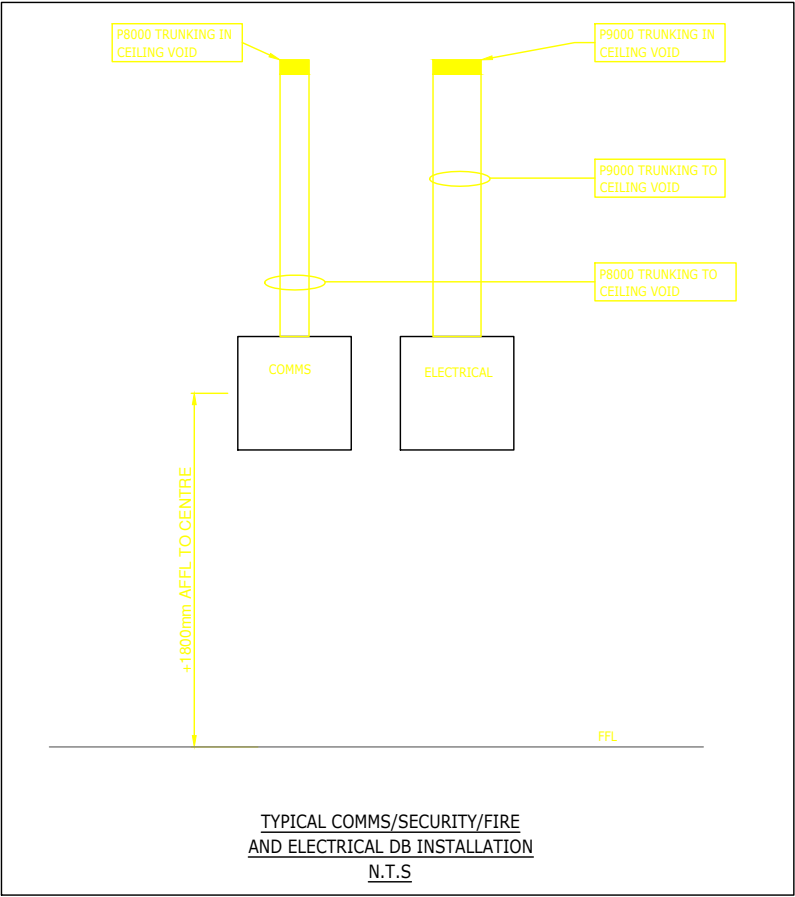 P8000 TRUNKING IN
CEILING VOID
P9000 TRUNKING IN
CEILING VOID
P9000 TRUNKING TO
CEILING VOID
P8000 TRUNKING TO
CEILING VOID
COMMS
ELECTRICAL
+1800mm AFFL TO CENTRE
FFL
TYPICAL COMMS/SECURITY/FIRE
AND ELECTRICAL DB INSTALLATION
N.T.S